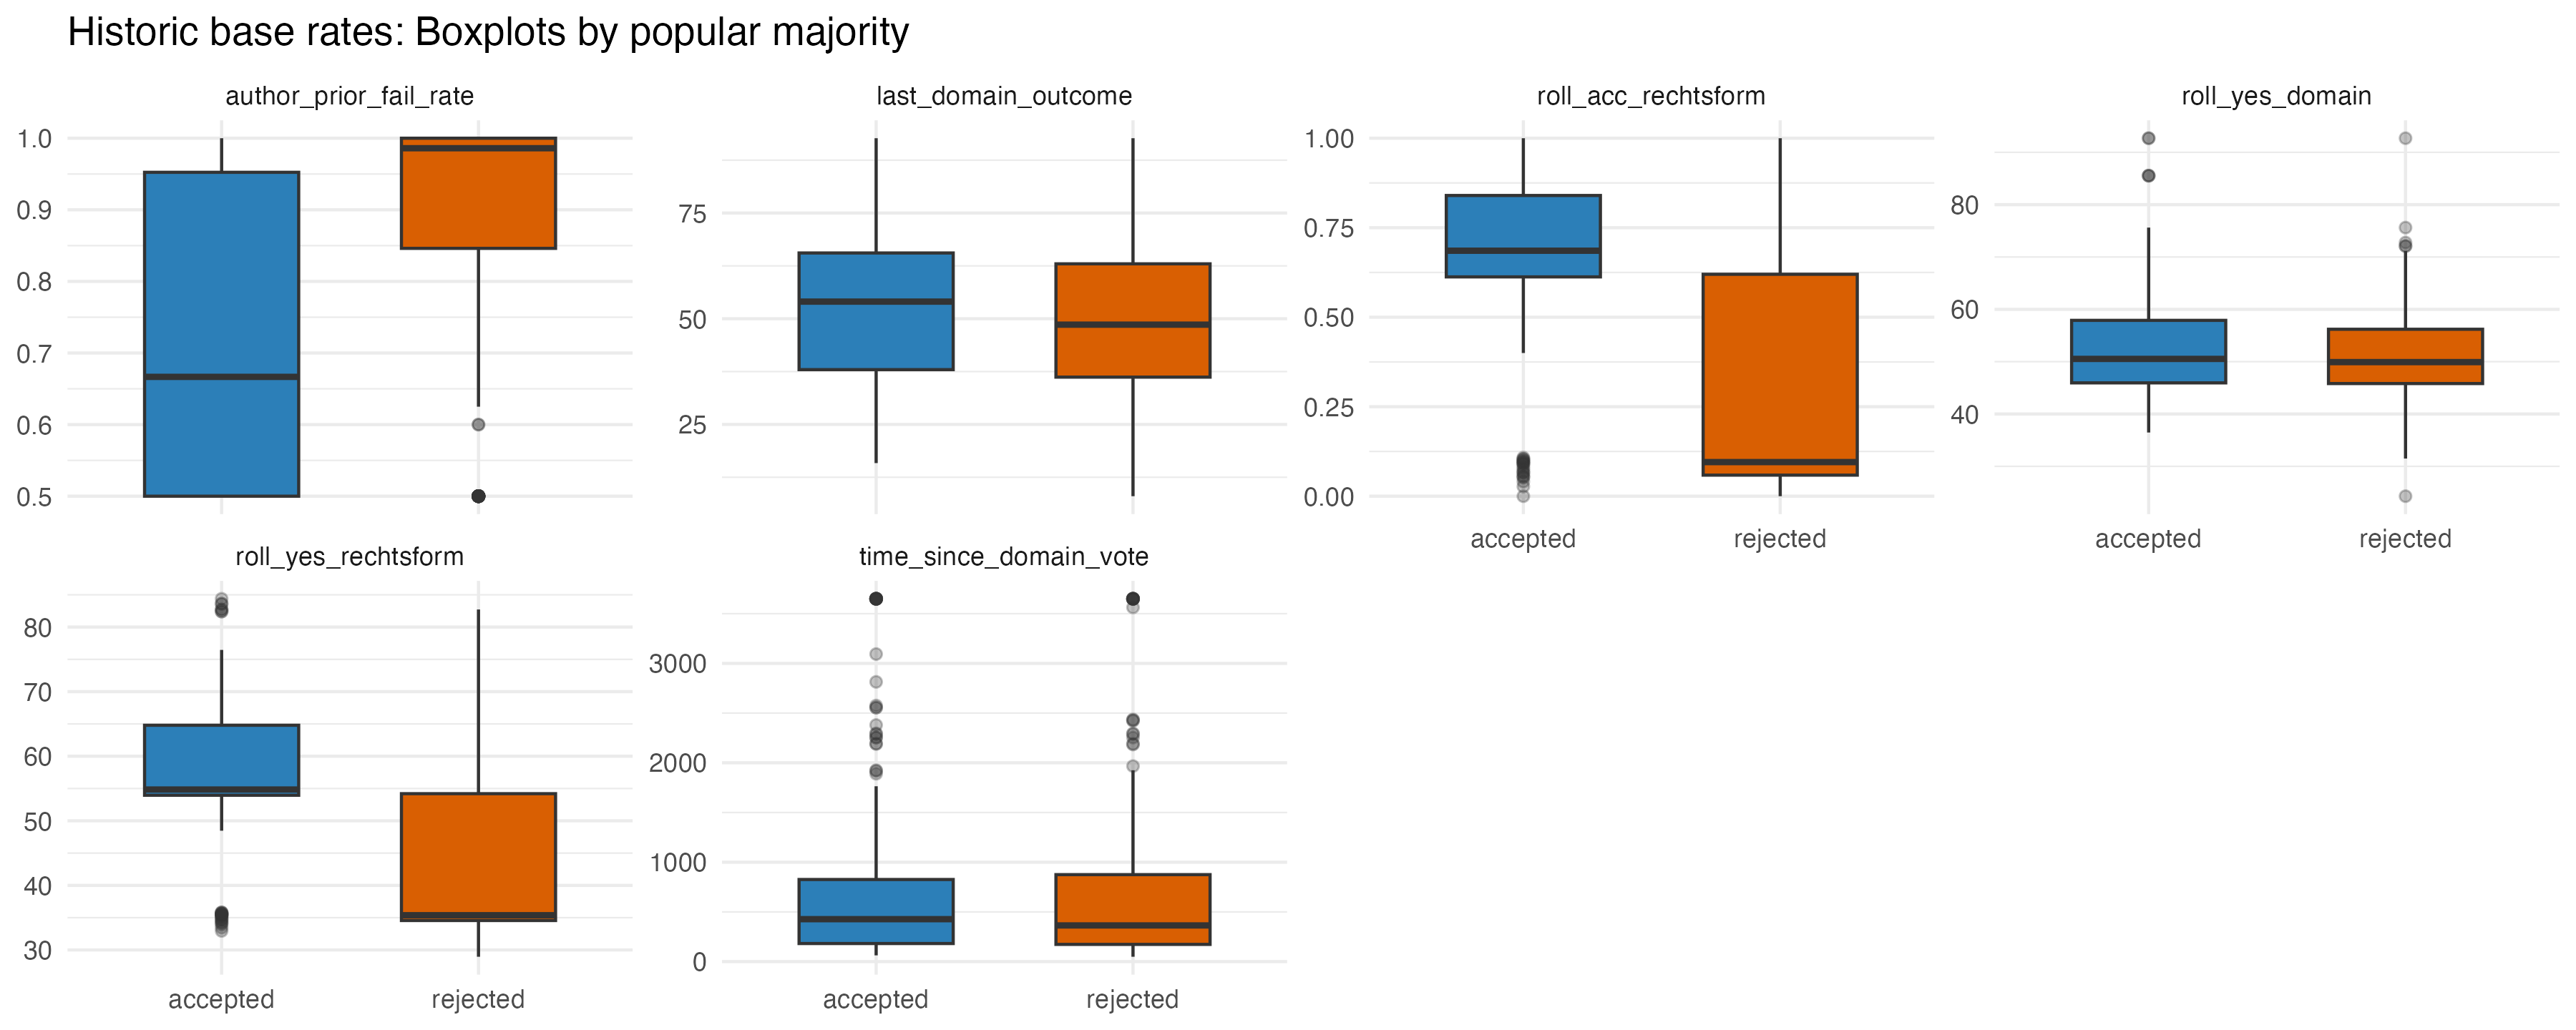 Historic base rates: Boxplots by popular majority
author_prior_fail_rate
1.0
0.9
0.8
0.7
0.6
0.5
last_domain_outcome
75
50
25
roll_acc_rechtsform
1.00
0.75
0.50
0.25
0.00
accepted rejected
roll_yes_domain
80
60
40
accepted rejected
roll_yes_rechtsform
80
70
60
50
40
30
accepted rejected
time_since_domain_vote
3000
2000
1000
0
accepted rejected